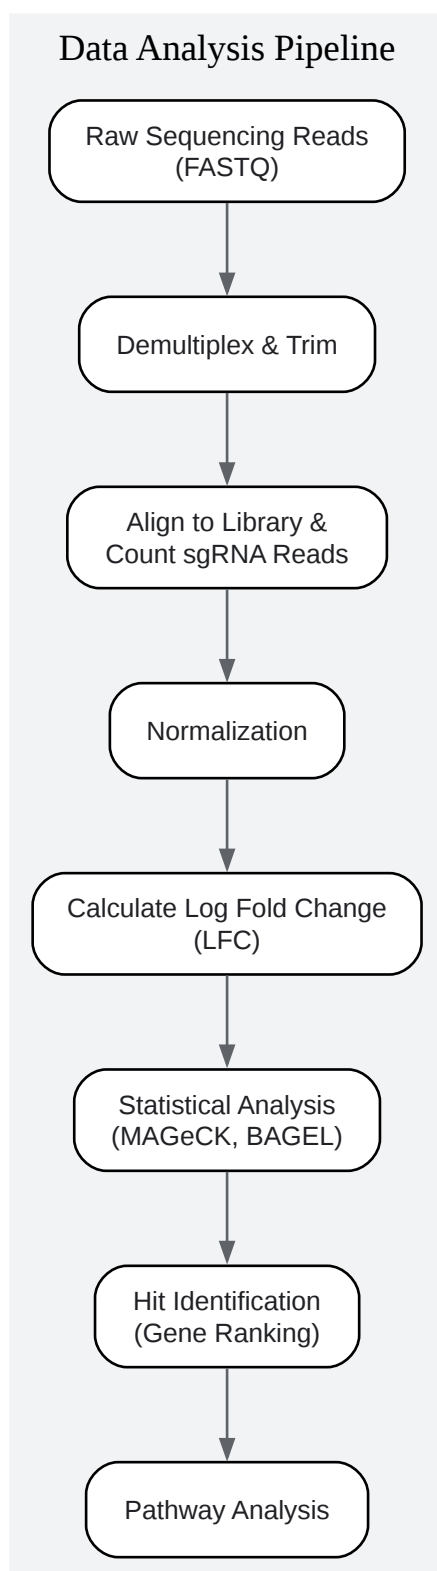 Data Analysis Pipeline
Raw Sequencing Reads
(FASTQ)
Demultiplex & Trim
Align to Library &
Count sgRNA Reads
Normalization
Calculate Log Fold Change
(LFC)
Statistical Analysis
(MAGeCK, BAGEL)
Hit Identification
(Gene Ranking)
Pathway Analysis